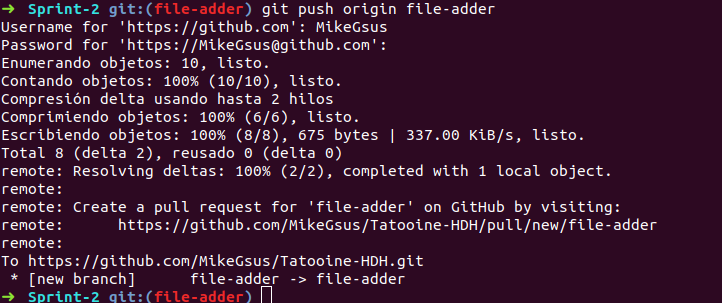 ➜ Sprint-2 git:(file-adder) git push origin file-adder
Username for 'https://github.com': MikeGsus
Password for 'https://MikeGsus@github.com':
Enumerando objetos: 10, listo.
Contando objetos: 100% (10/10), listo.
Compresión delta usando hasta 2 hilos
Comprimiendo objetos: 100% (6/6), listo.
Escribiendo objetos: 100% (8/8), 675 bytes | 337.00 KiB/s, listo.
Total 8 (delta 2), reusado 0 (delta 0)
remote: Resolving deltas: 100% (2/2), completed with 1 local object.
remote:
remote: Create a pull request for 'file-adder' on GitHub by visiting:
remote:      https://github.com/MikeGsus/Tatooine-HDH/pull/new/file-adder
remote:
To https://github.com/MikeGsus/Tatooine-HDH.git
 * [new branch]      file-adder -> file-adder
➜ Sprint-2 git:(file-adder)